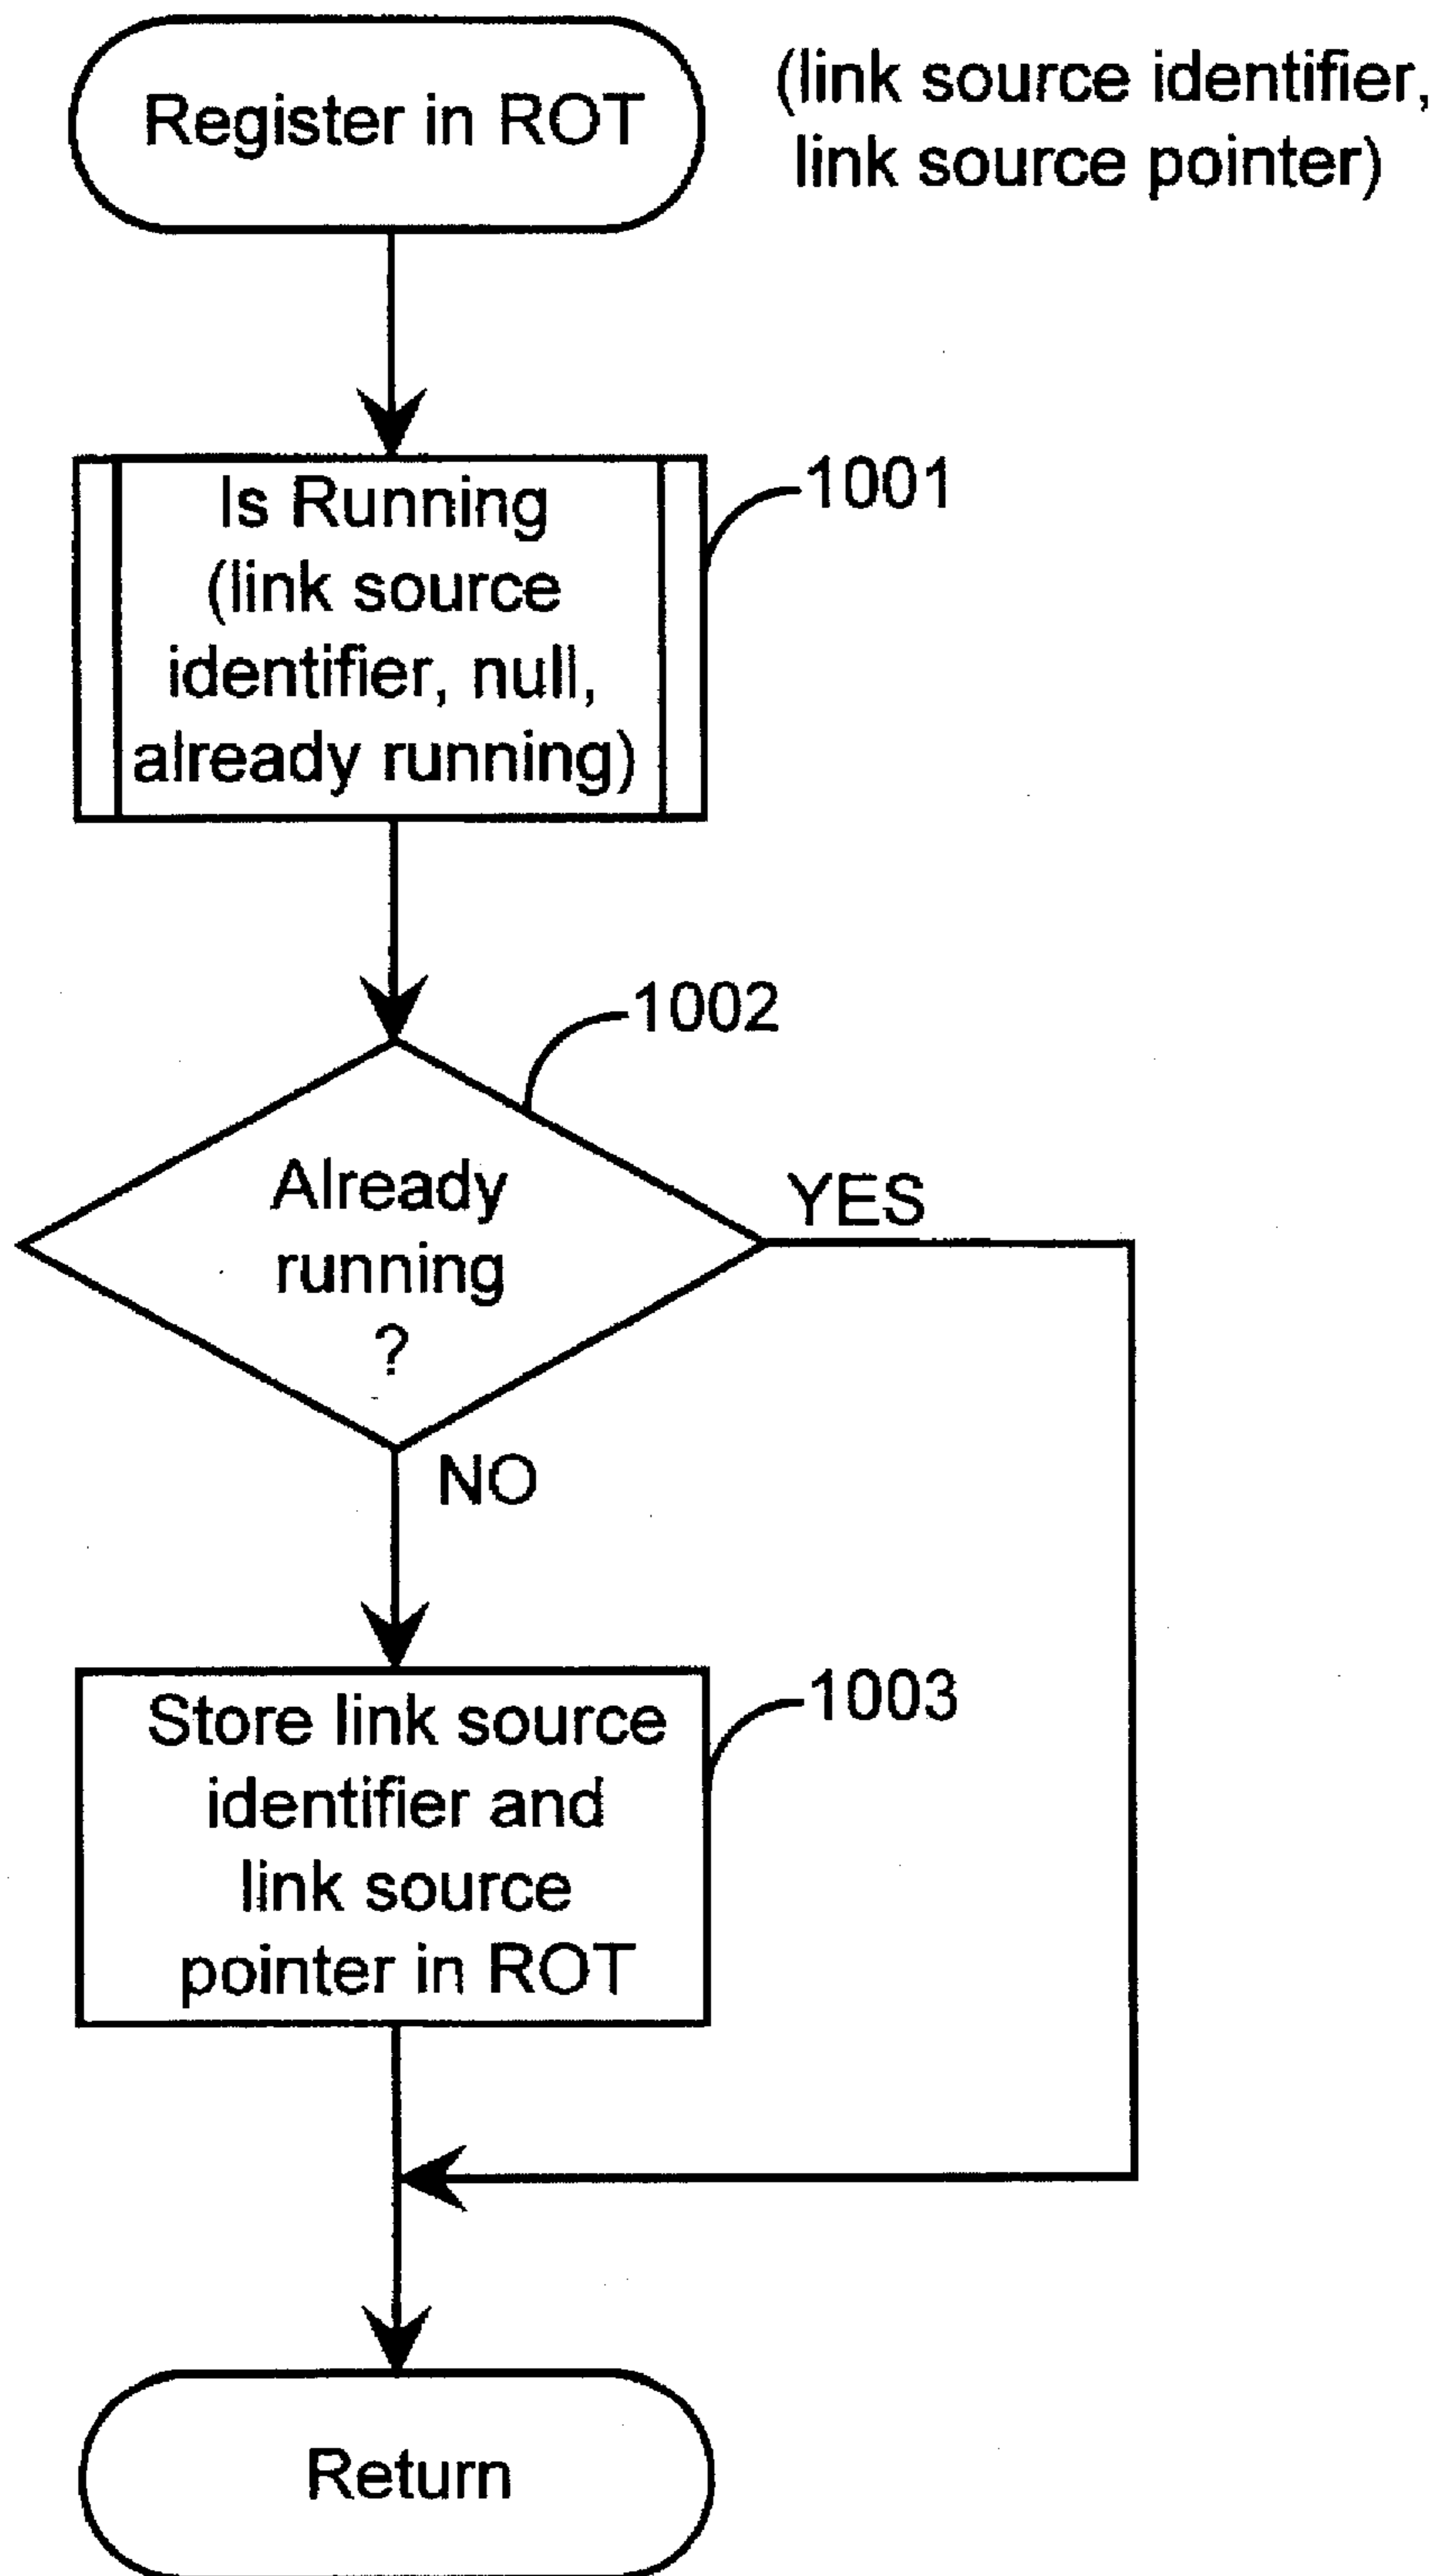 Register in ROT
(link source identifier,
link source pointer)
Is Running
(link source
identifier, null,
already running)
1001
1002
Already
running
?
YES
NO
Store link source
identifier and
link source
pointer in ROT
1003
Return